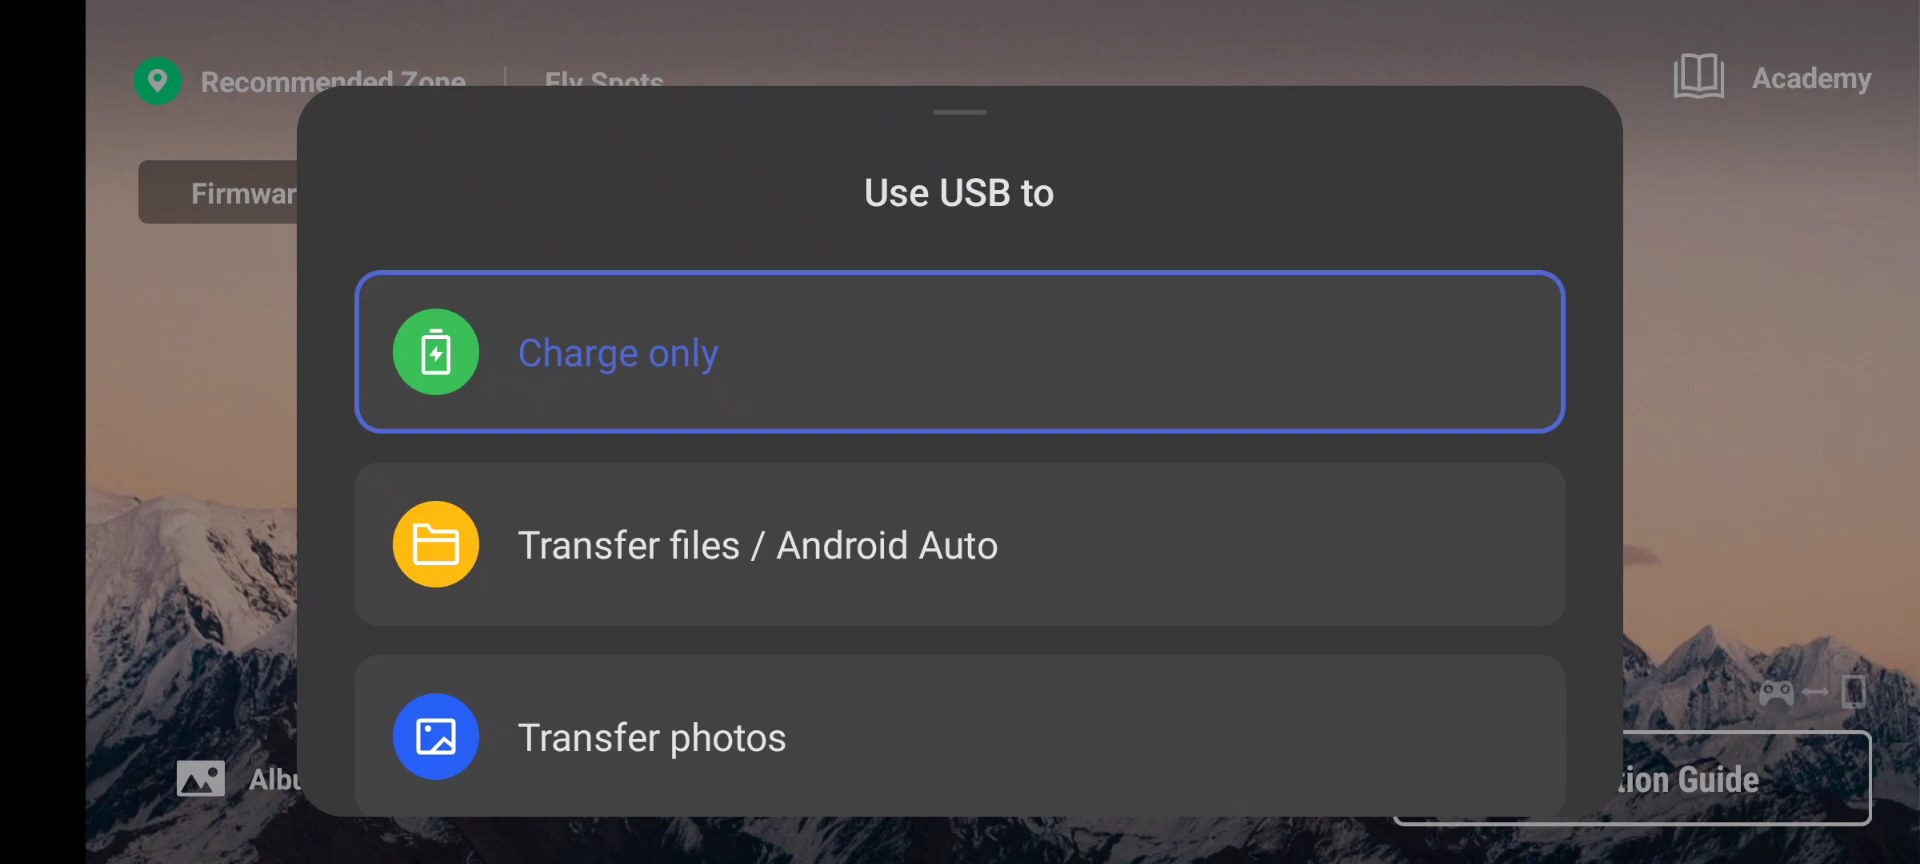 Recommended Zone
Fly Spots
Academy
Firmwar
Use USB to
Charge only
Transfer files / Android Auto
Transfer photos
Albu
tion Guide